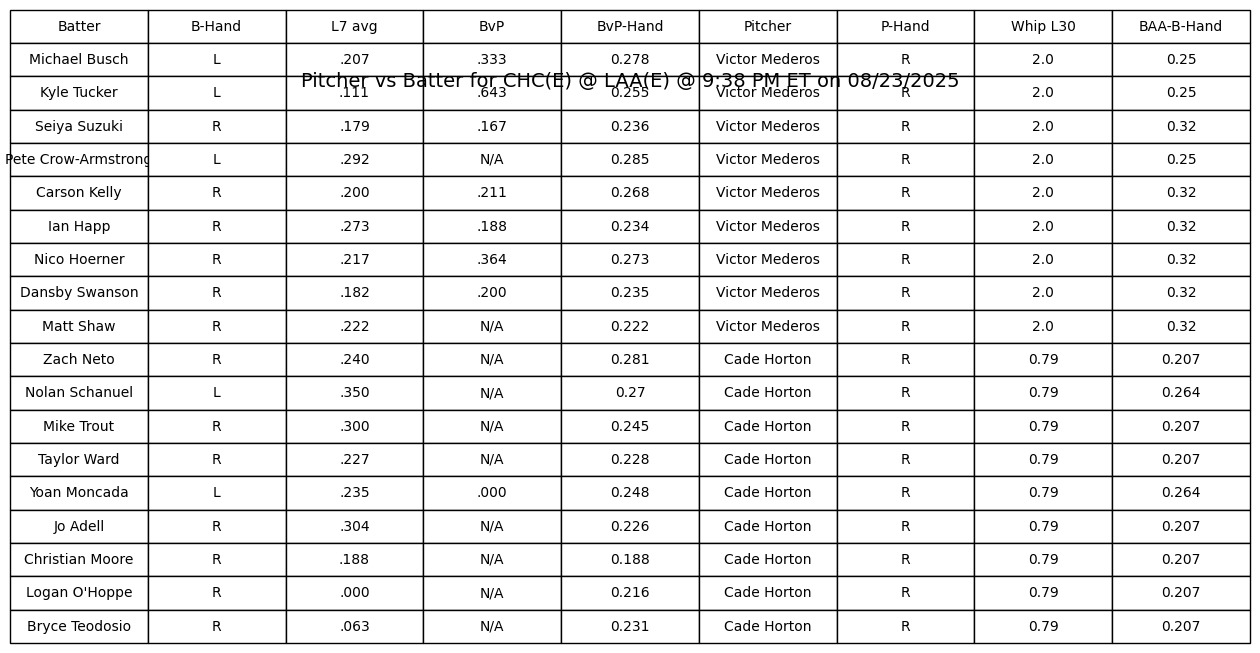 Batter B-Hand L7 avg BvP BvP-Hand Pitcher P-Hand Whip L30 BAA-B-Hand
Michael Busch L .207 .333 0.278 Victor Mederos R 2.0 0.25
Pitcher vs Batter for CHC(E) @ LAA(E) @ 9:38 PM ET on 08/23/2025
Kyle Tucker L .111 .643 0.255 Victor Mederos R 2.0 0.25
Seiya Suzuki R .179 .167 0.236 Victor Mederos R 2.0 0.32
Pete Crow-Armstrong L .292 N/A 0.285 Victor Mederos R 2.0 0.25
Carson Kelly R .200 .211 0.268 Victor Mederos R 2.0 0.32
Ian Happ R .273 .188 0.234 Victor Mederos R 2.0 0.32
Nico Hoerner R .217 .364 0.273 Victor Mederos R 2.0 0.32
Dansby Swanson R .182 .200 0.235 Victor Mederos R 2.0 0.32
Matt Shaw R .222 N/A 0.222 Victor Mederos R 2.0 0.32
Zach Neto R .240 N/A 0.281 Cade Horton R 0.79 0.207
Nolan Schanuel L .350 N/A 0.27 Cade Horton R 0.79 0.264
Mike Trout R .300 N/A 0.245 Cade Horton R 0.79 0.207
Taylor Ward R .227 N/A 0.228 Cade Horton R 0.79 0.207
Yoan Moncada L .235 .000 0.248 Cade Horton R 0.79 0.264
Jo Adell R .304 N/A 0.226 Cade Horton R 0.79 0.207
Christian Moore R .188 N/A 0.188 Cade Horton R 0.79 0.207
Logan O'Hoppe R .000 N/A 0.216 Cade Horton R 0.79 0.207
Bryce Teodosio R .063 N/A 0.231 Cade Horton R 0.79 0.207